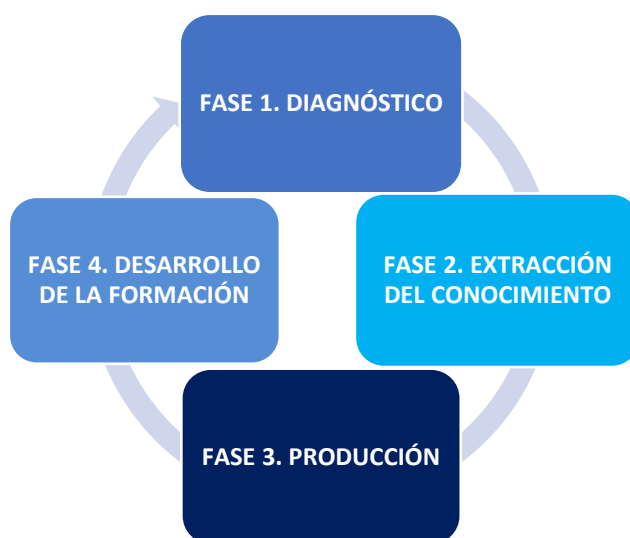 FASE 1. DIAGNÓSTICO
FASE 2. EXTRACCIÓN
DEL CONOCIMIENTO
FASE 3. PRODUCCIÓN
FASE 4. DESARROLLO
DE LA FORMACIÓN